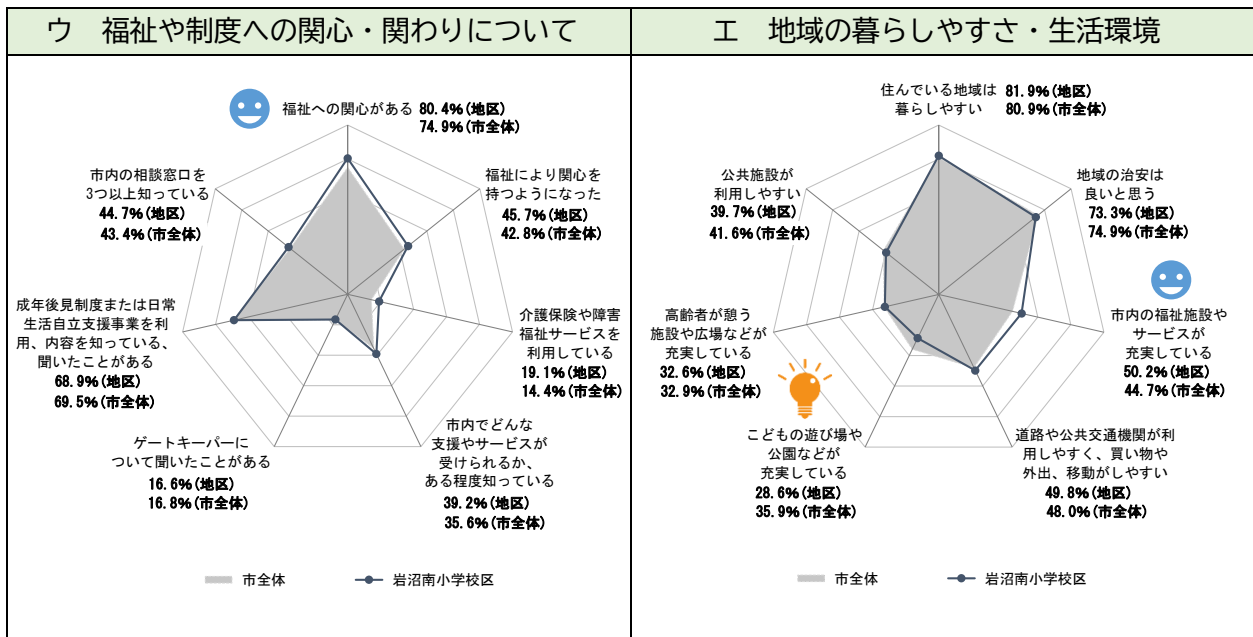 ウ 福祉や制度への関心・関わりについて
福祉への関心がある 80.4%(地区)
74.9%(市全体)
福祉により関心を
持つようになった
45.7%(地区)
42.8%(市全体)
介護保険や障害
福祉サービスを
利用している
19.1%(地区)
14.4%(市全体)
市内でどんな
支援やサービスが
受けられるか、
ある程度知っている
39.2%(地区)
35.6%(市全体)
ゲートキーパーに
ついて聞いたことがある
16.6%(地区)
16.8%(市全体)
成年後見制度または日常
生活自立支援事業を利
用、内容を知っている、
聞いたことがある
68.9%(地区)
69.5%(市全体)
市内の相談窓口を
3つ以上知っている
44.7%(地区)
43.4%(市全体)
市全体
岩沼南小学校区
エ 地域の暮らしやすさ・生活環境
住んでいる地域は
暮らしやすい
81.9%(地区)
80.9%(市全体)
地域の治安は
良いと思う
73.3%(地区)
74.9%(市全体)
市内の福祉施設や
サービスが
充実している
50.2%(地区)
44.7%(市全体)
道路や公共交通機関が利
用しやすく、買い物や
外出、移動がしやすい
49.8%(地区)
48.0%(市全体)
こどもの遊び場や
公園などが
充実している
28.6%(地区)
35.9%(市全体)
高齢者が憩う
施設や広場などが
充実している
32.6%(地区)
32.9%(市全体)
公共施設が
利用しやすい
39.7%(地区)
41.6%(市全体)
市全体
岩沼南小学校区